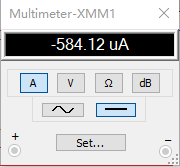 Multimeter-XMM1
-584.12 uA
A V Ω dB
+ Set... -